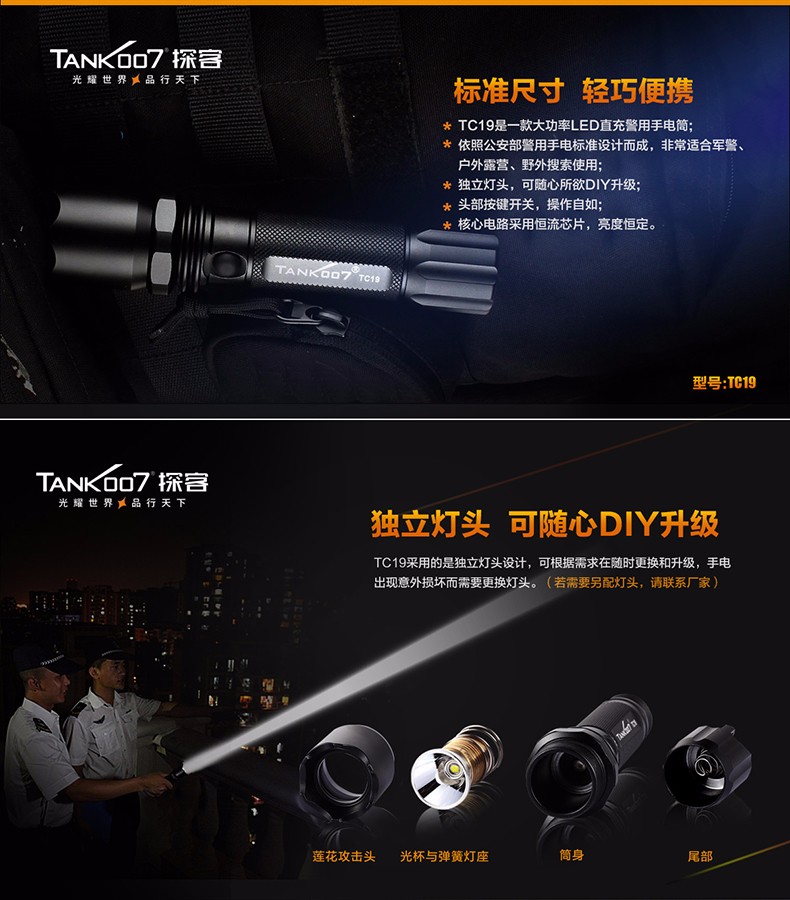 TANK007® 探客
光耀世界 品行天下
标准尺寸 轻巧便携
* TC19是一款大功率LED直充警用手电筒；
* 依照公安部警用手电标准设计而成，非常适合军警、
户外露营、野外搜索使用；
* 独立灯头，可随心所欲DIY升级；
* 头部按键开关，操作自如；
* 核心电路采用恒流芯片，亮度恒定。
TANK007® TC19
型号:TC19
TANK007® 探客
光耀世界 品行天下
独立灯头 可随心DIY升级
TC19采用的是独立灯头设计，可根据需求在随时更换和升级，手电
出现意外损坏而需要更换灯头。（若需要另配灯头，请联系厂家）
TANK007
莲花攻击头 光杯与弹簧灯座 筒身 尾部